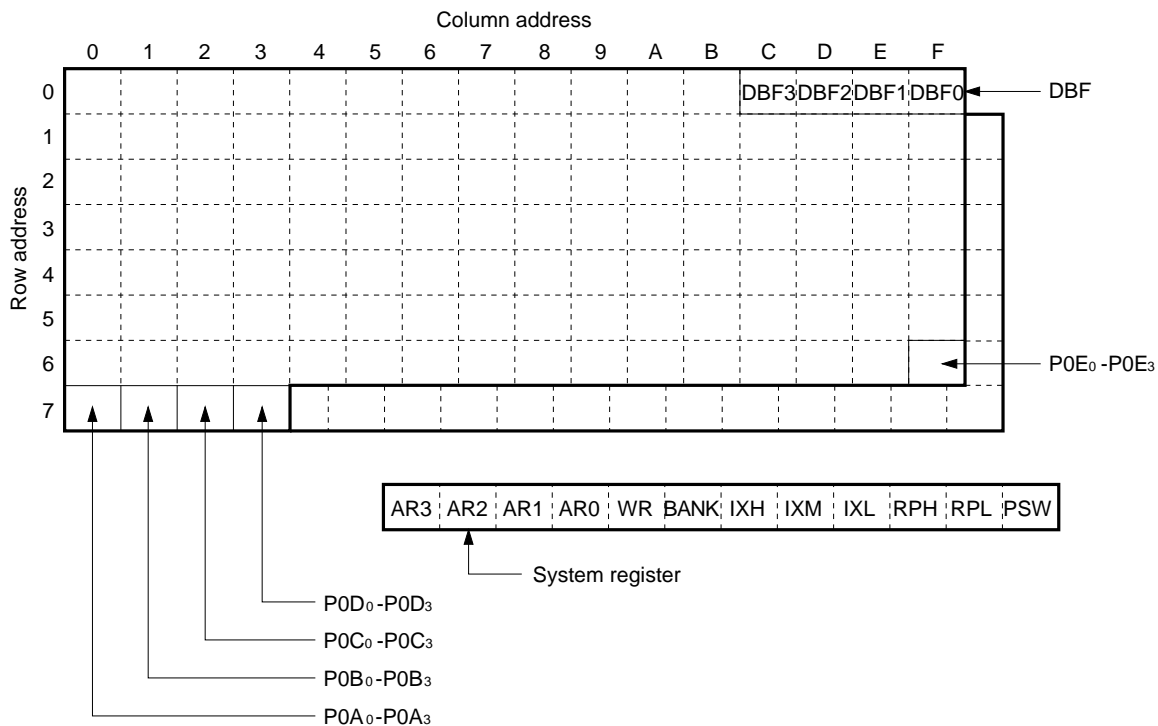 Column address
0 1 2 3 4 5 6 7 8 9 A B C D E F
0 DBF3 DBF2 DBF1 DBF0 DBF
1
2
3
4
5
6 P0E₀-P0E₃
7
Row address
AR3 AR2 AR1 AR0 WR BANK IXH IXM IXL RPH RPL PSW
System register
P0D₀-P0D₃
P0C₀-P0C₃
P0B₀-P0B₃
P0A₀-P0A₃